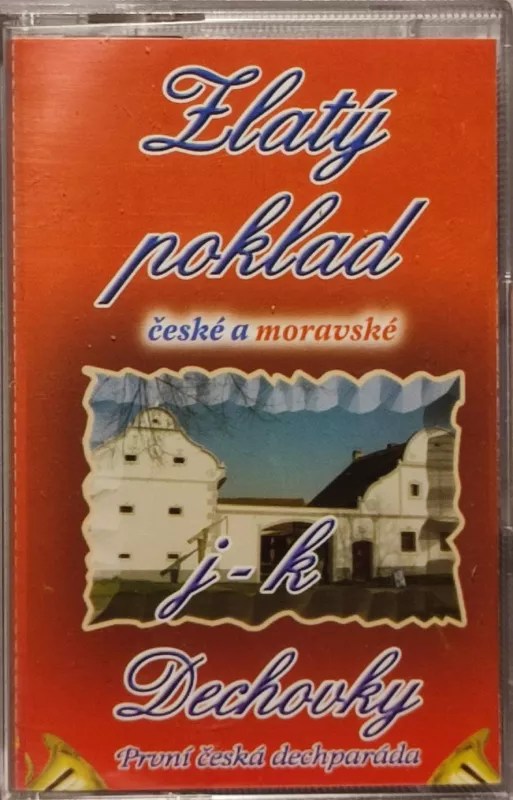 Zlatý
poklad
české a moravské
j - k
Dechovky
První česká dechparáda